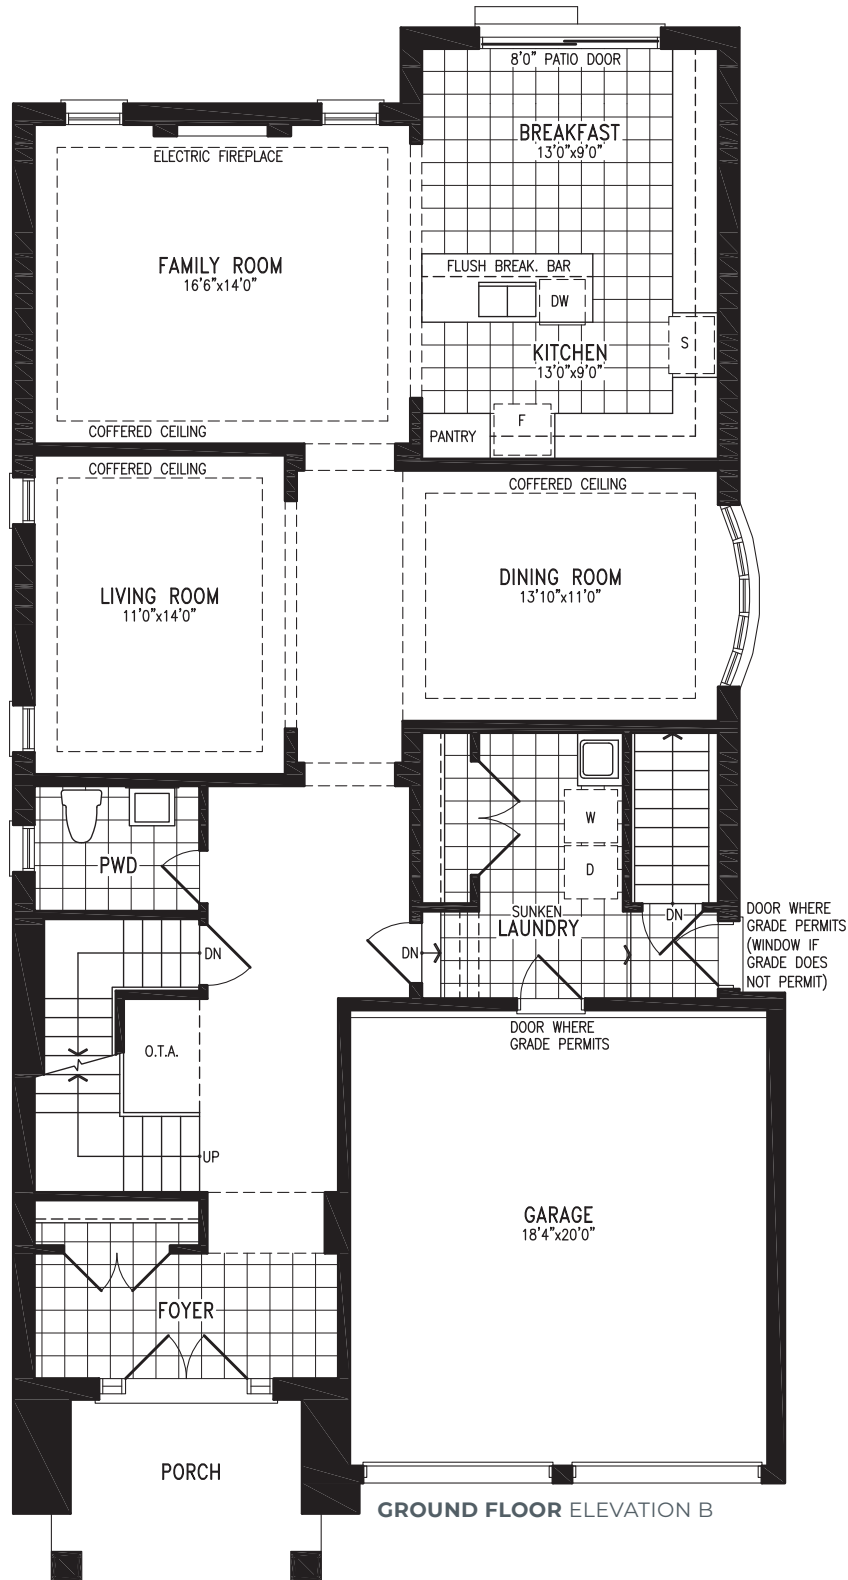 8'0" PATIO DOOR
BREAKFAST
13'0"x9'0"
ELECTRIC FIREPLACE
FAMILY ROOM
16'6"x14'0"
FLUSH BREAK. BAR
DW
S
KITCHEN
13'0"x9'0"
F
PANTRY
COFFERED CEILING
COFFERED CEILING
COFFERED CEILING
LIVING ROOM
11'0"x14'0"
DINING ROOM
13'10"x11'0"
W
D
PWD
SUNKEN
LAUNDRY
DN
DN
DN
DOOR WHERE
GRADE PERMITS
(WINDOW IF
GRADE DOES
NOT PERMIT)
DOOR WHERE
GRADE PERMITS
O.T.A.
UP
GARAGE
18'4"x20'0"
FOYER
PORCH
GROUND FLOOR ELEVATION B